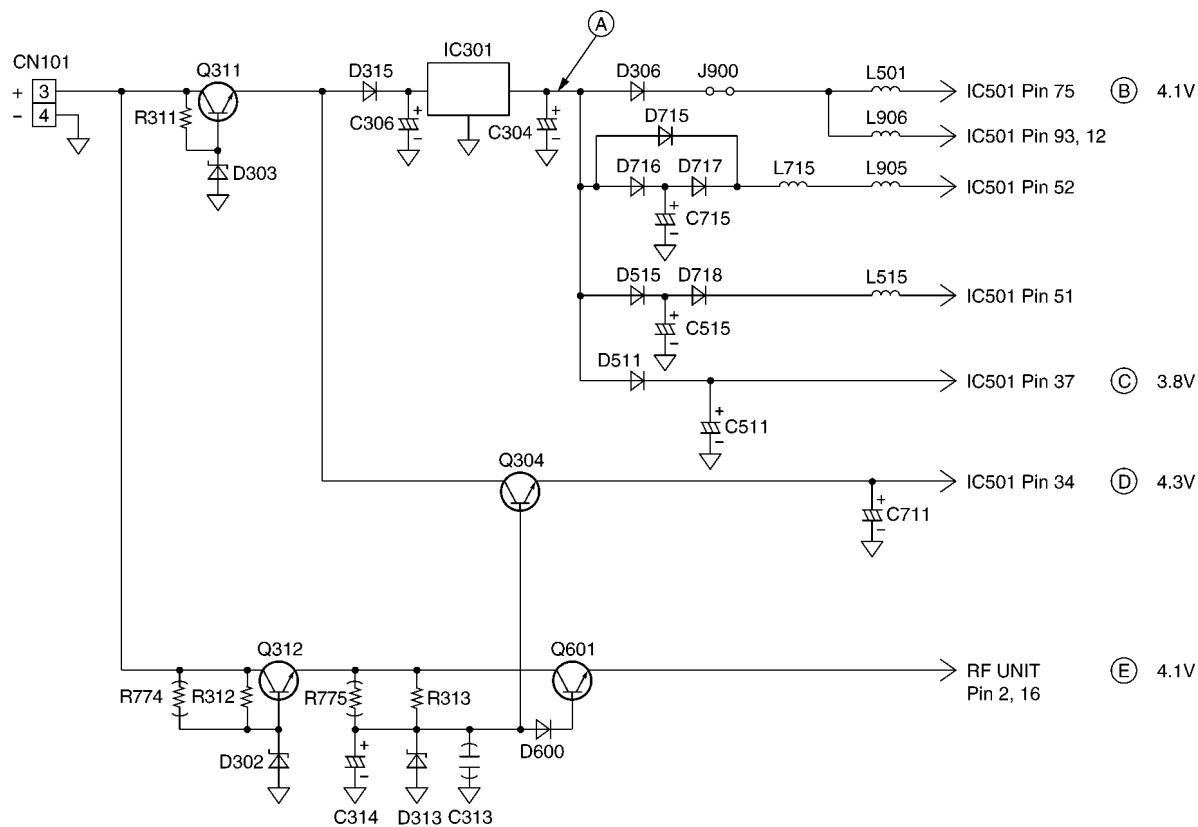 A
CN101
+ 3
- 4
Q311
R311
D303
D315
C306
+
-
IC301
C304
+
-
D306
J900
L501
IC501 Pin 75 B 4.1V
L906
IC501 Pin 93, 12
D715
D716
D717
L715
L905
IC501 Pin 52
+
-
C715
D515
D718
L515
IC501 Pin 51
+
-
C515
D511
IC501 Pin 37 C 3.8V
+
-
C511
Q304
IC501 Pin 34 D 4.3V
+
-
C711
Q312
Q601
RF UNIT E 4.1V
Pin 2, 16
R774
R312
R775
R313
D302
+
-
D600
C314
D313
C313